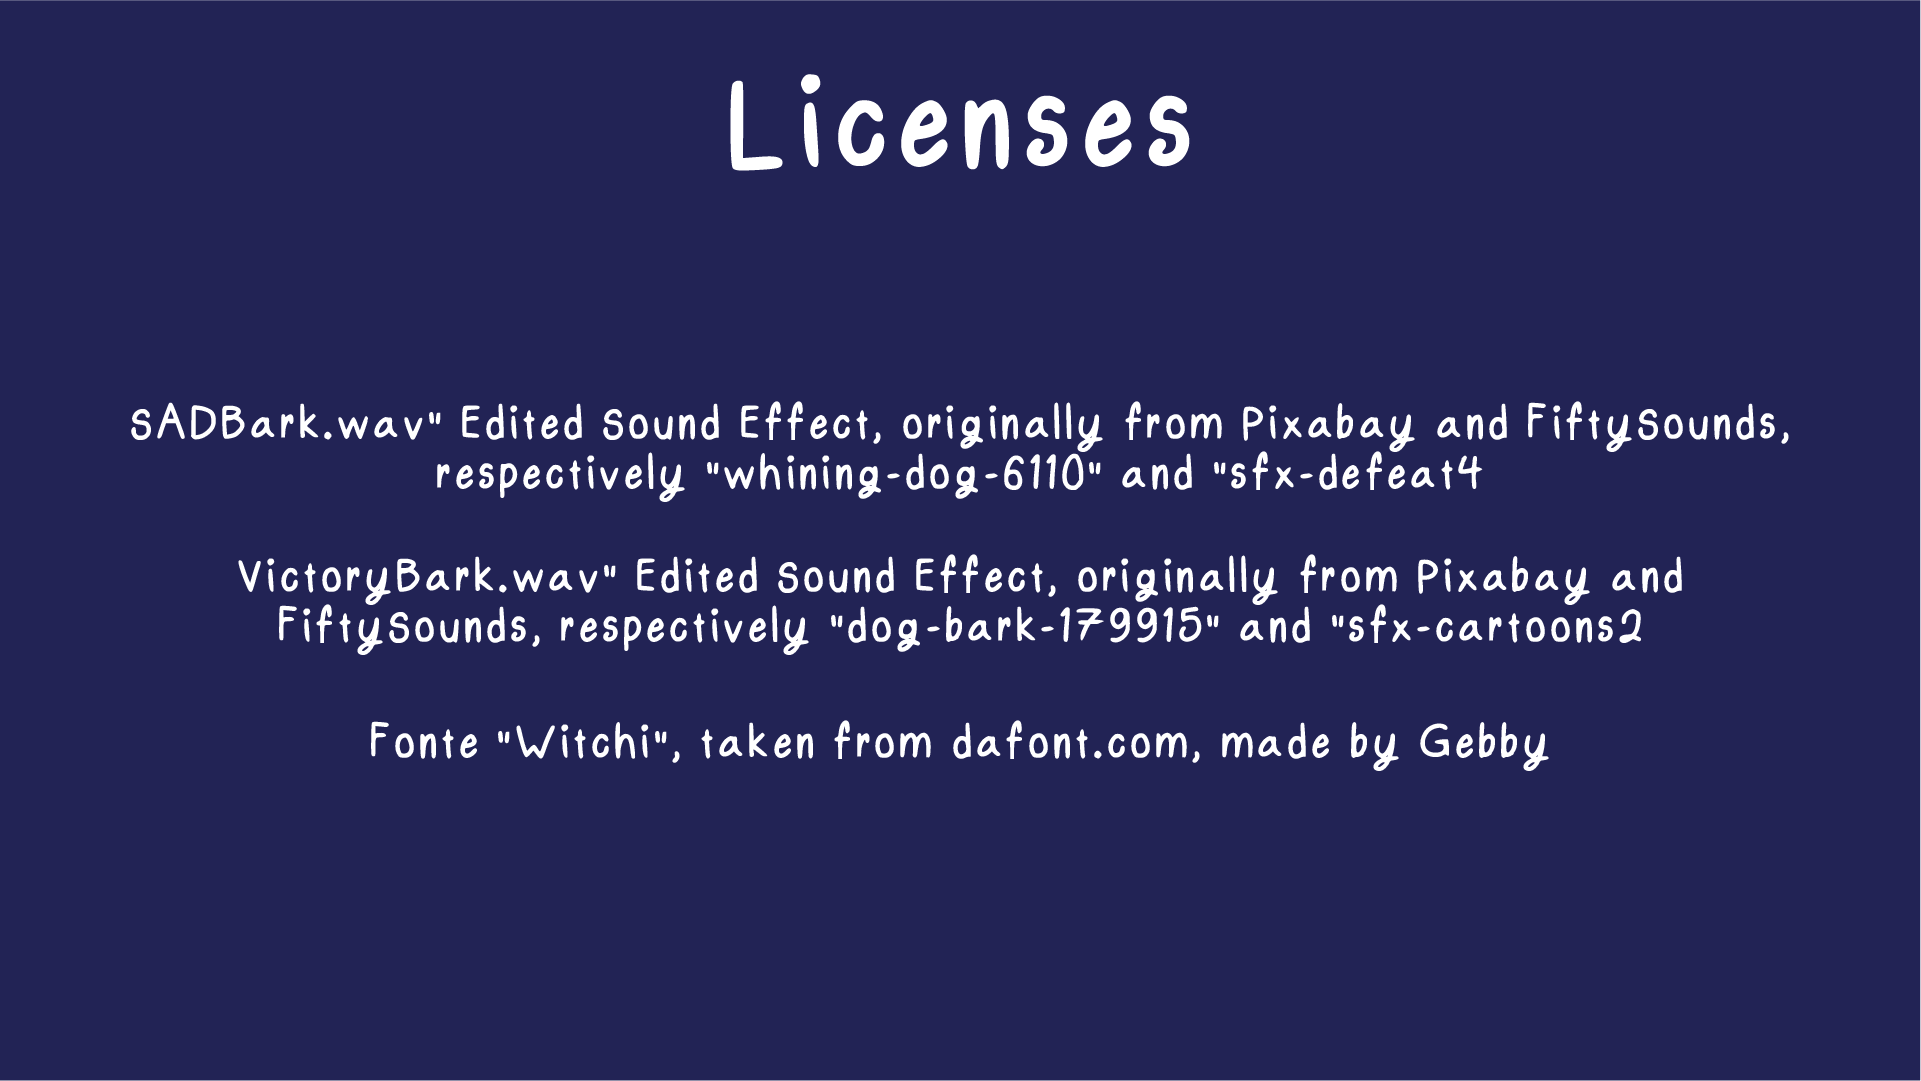 Licenses
SADBark.wav" Edited Sound Effect, originally from Pixabay and FiftySounds,
respectively "whining-dog-6110" and "sfx-defeat4
VictoryBark.wav" Edited Sound Effect, originally from Pixabay and
FiftySounds, respectively "dog-bark-179915" and "sfx-cartoons2
Fonte "Witchi", taken from dafont.com, made by Gebby